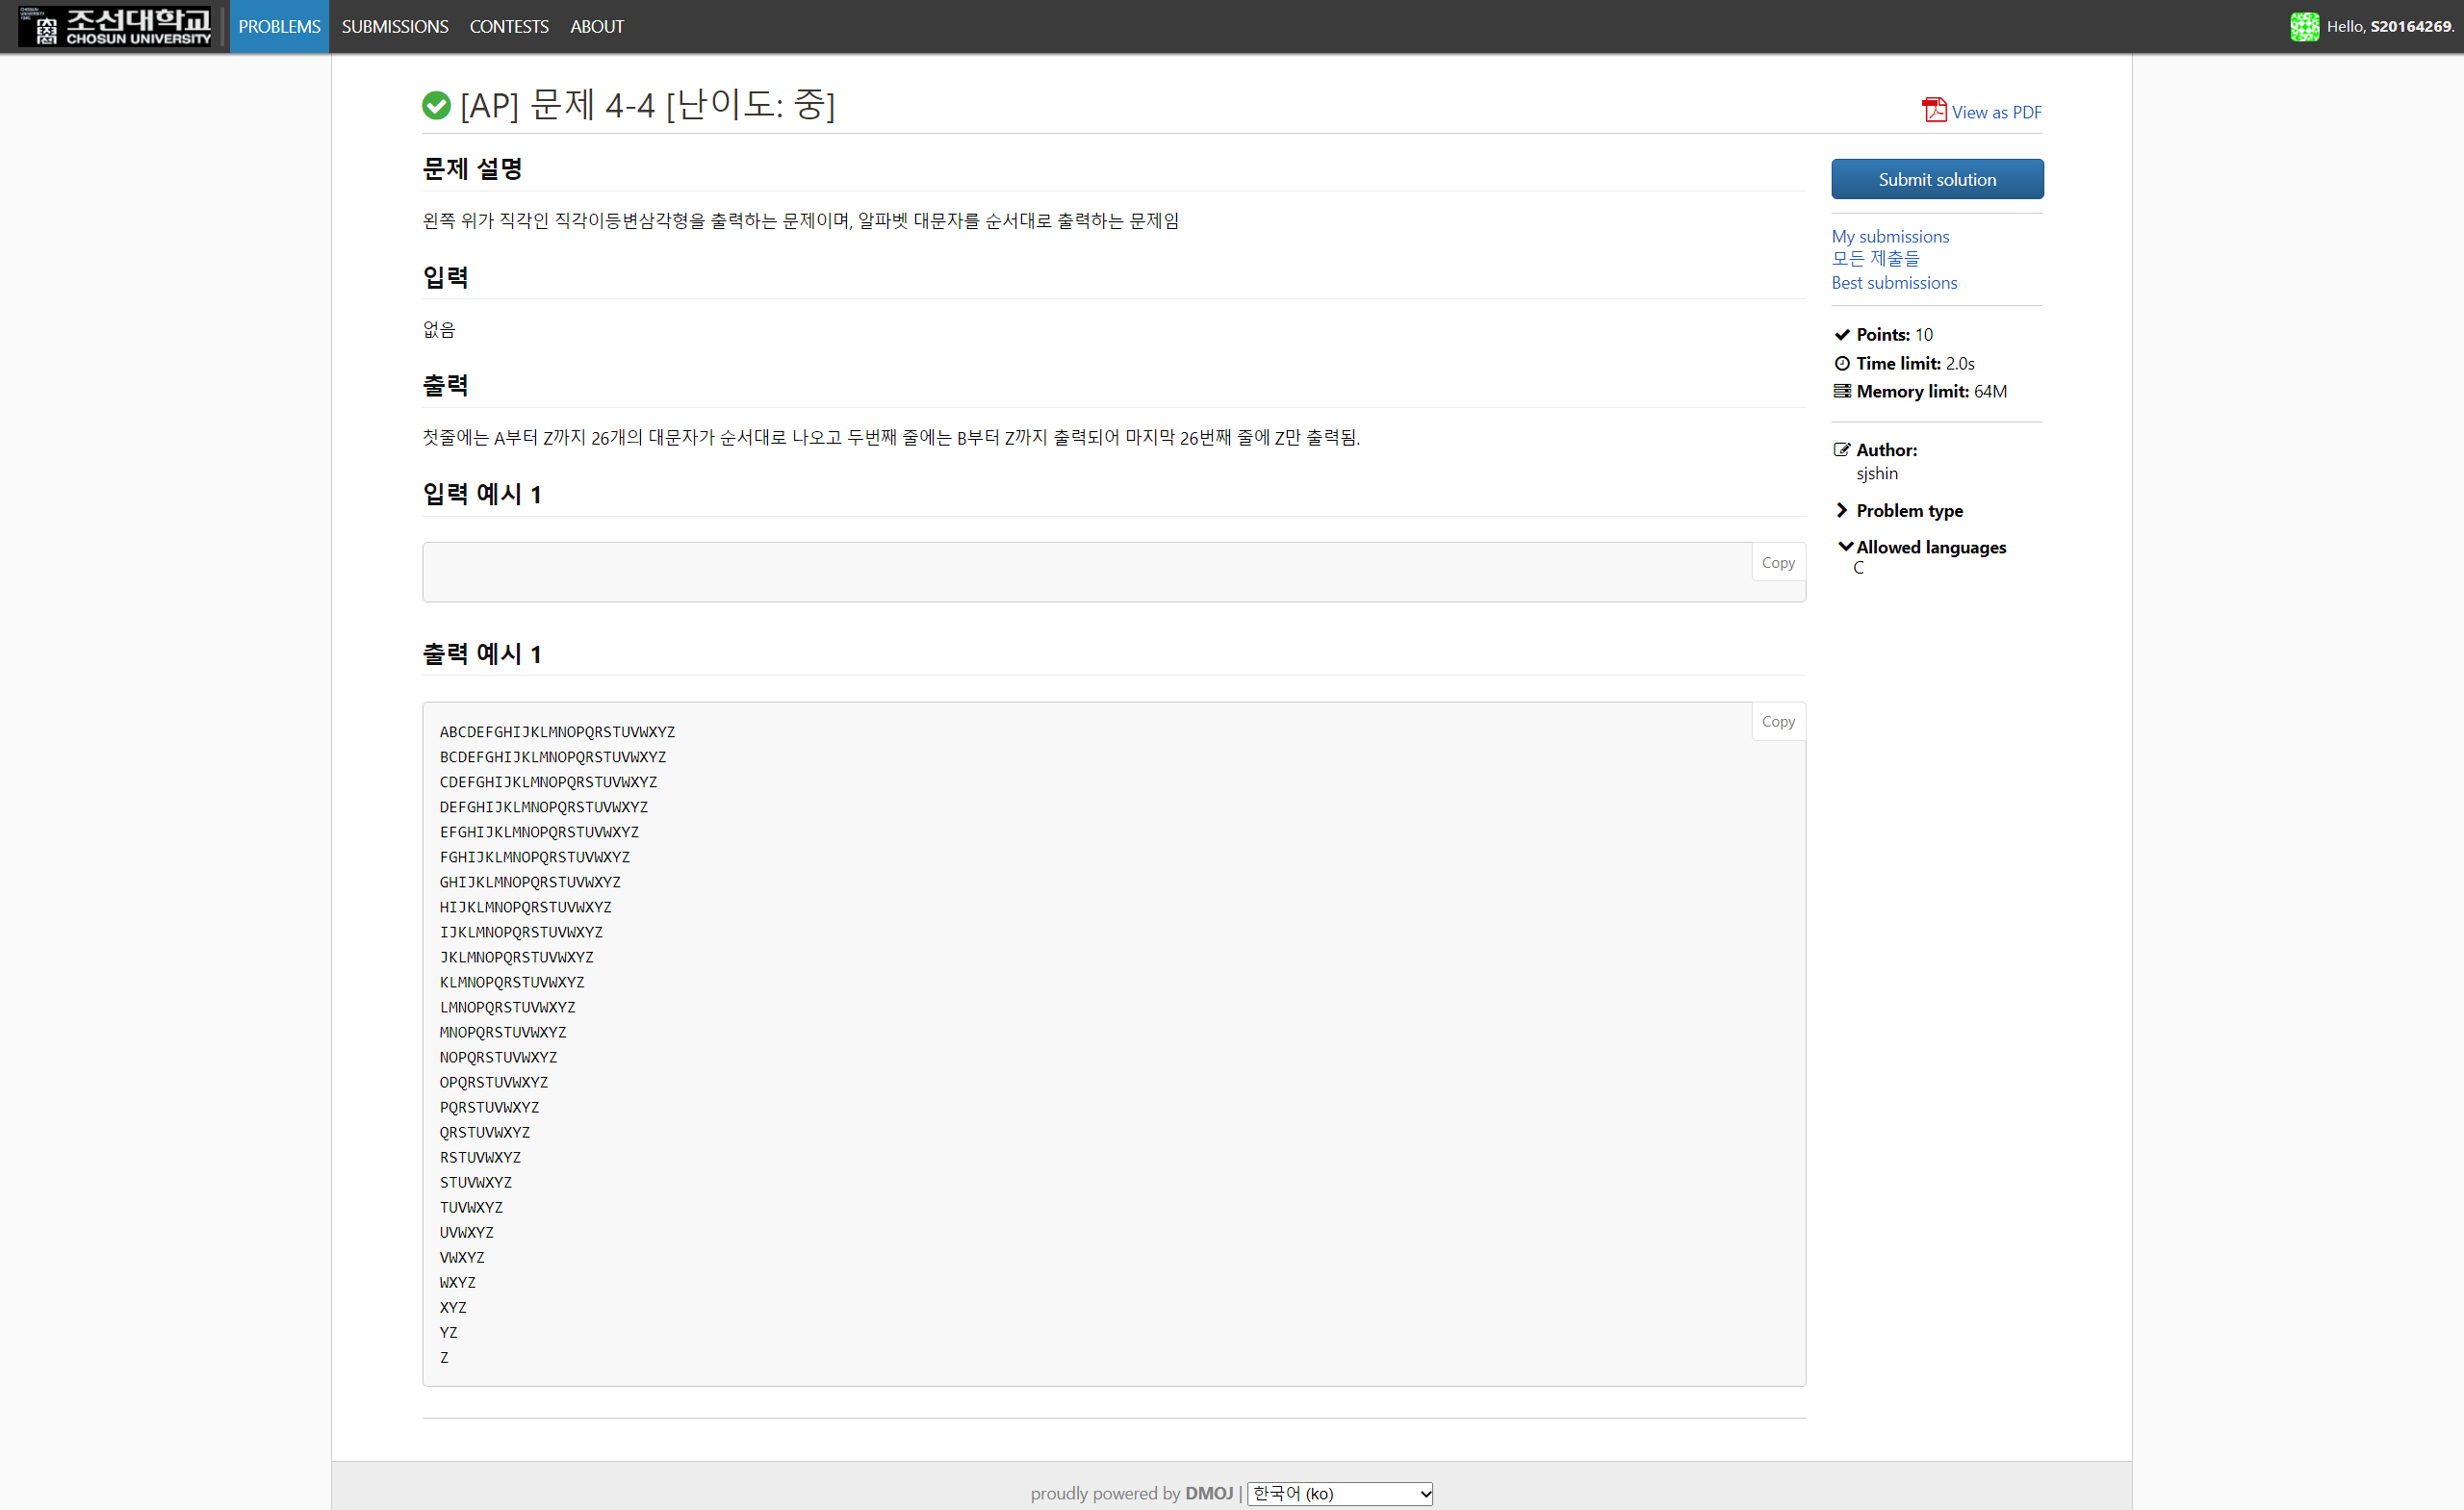 조선대학교
CHOSUN UNIVERSITY
PROBLEMS SUBMISSIONS CONTESTS ABOUT
Hello, S20164269.
[AP] 문제 4-4 [난이도: 중]
View as PDF
문제 설명
왼쪽 위가 직각인 직각이등변삼각형을 출력하는 문제이며, 알파벳 대문자를 순서대로 출력하는 문제임
입력
없음
출력
첫줄에는 A부터 Z까지 26개의 대문자가 순서대로 나오고 두번째 줄에는 B부터 Z까지 출력되어 마지막 26번째 줄에 Z만 출력됨.
입력 예시 1
Copy
출력 예시 1
Copy
ABCDEFGHIJKLMNOPQRSTUVWXYZ
BCDEFGHIJKLMNOPQRSTUVWXYZ
CDEFGHIJKLMNOPQRSTUVWXYZ
DEFGHIJKLMNOPQRSTUVWXYZ
EFGHIJKLMNOPQRSTUVWXYZ
FGHIJKLMNOPQRSTUVWXYZ
GHIJKLMNOPQRSTUVWXYZ
HIJKLMNOPQRSTUVWXYZ
IJKLMNOPQRSTUVWXYZ
JKLMNOPQRSTUVWXYZ
KLMNOPQRSTUVWXYZ
LMNOPQRSTUVWXYZ
MNOPQRSTUVWXYZ
NOPQRSTUVWXYZ
OPQRSTUVWXYZ
PQRSTUVWXYZ
QRSTUVWXYZ
RSTUVWXYZ
STUVWXYZ
TUVWXYZ
UVWXYZ
VWXYZ
WXYZ
XYZ
YZ
Z
Submit solution
My submissions
모든 제출들
Best submissions
Points: 10
Time limit: 2.0s
Memory limit: 64M
Author:
sjshin
Problem type
Allowed languages
C
proudly powered by DMOJ | 한국어 (ko)